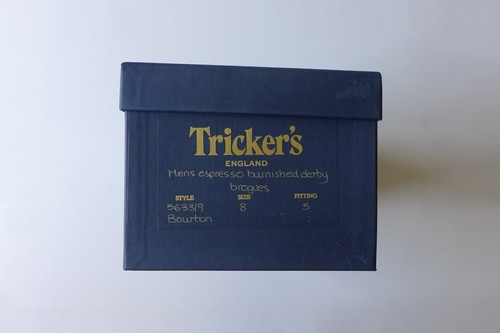 Tricker's
ENGLAND
Mens espresso burnished derby
brogues
STYLE SIZE FITTING
5633/9 8 5
Bourton